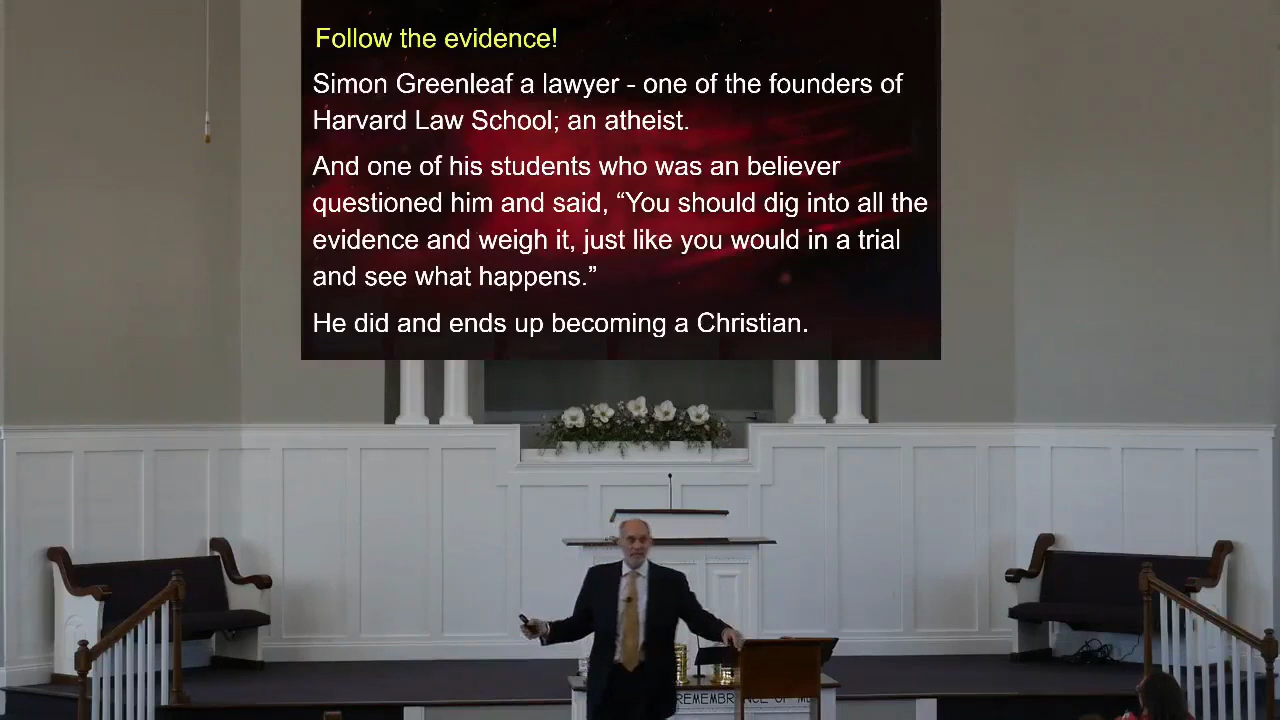 Follow the evidence!
Simon Greenleaf a lawyer - one of the founders of
Harvard Law School; an atheist.
And one of his students who was an believer
questioned him and said, “You should dig into all the
evidence and weigh it, just like you would in a trial
and see what happens.”
He did and ends up becoming a Christian.
REMEMBRANCE OF